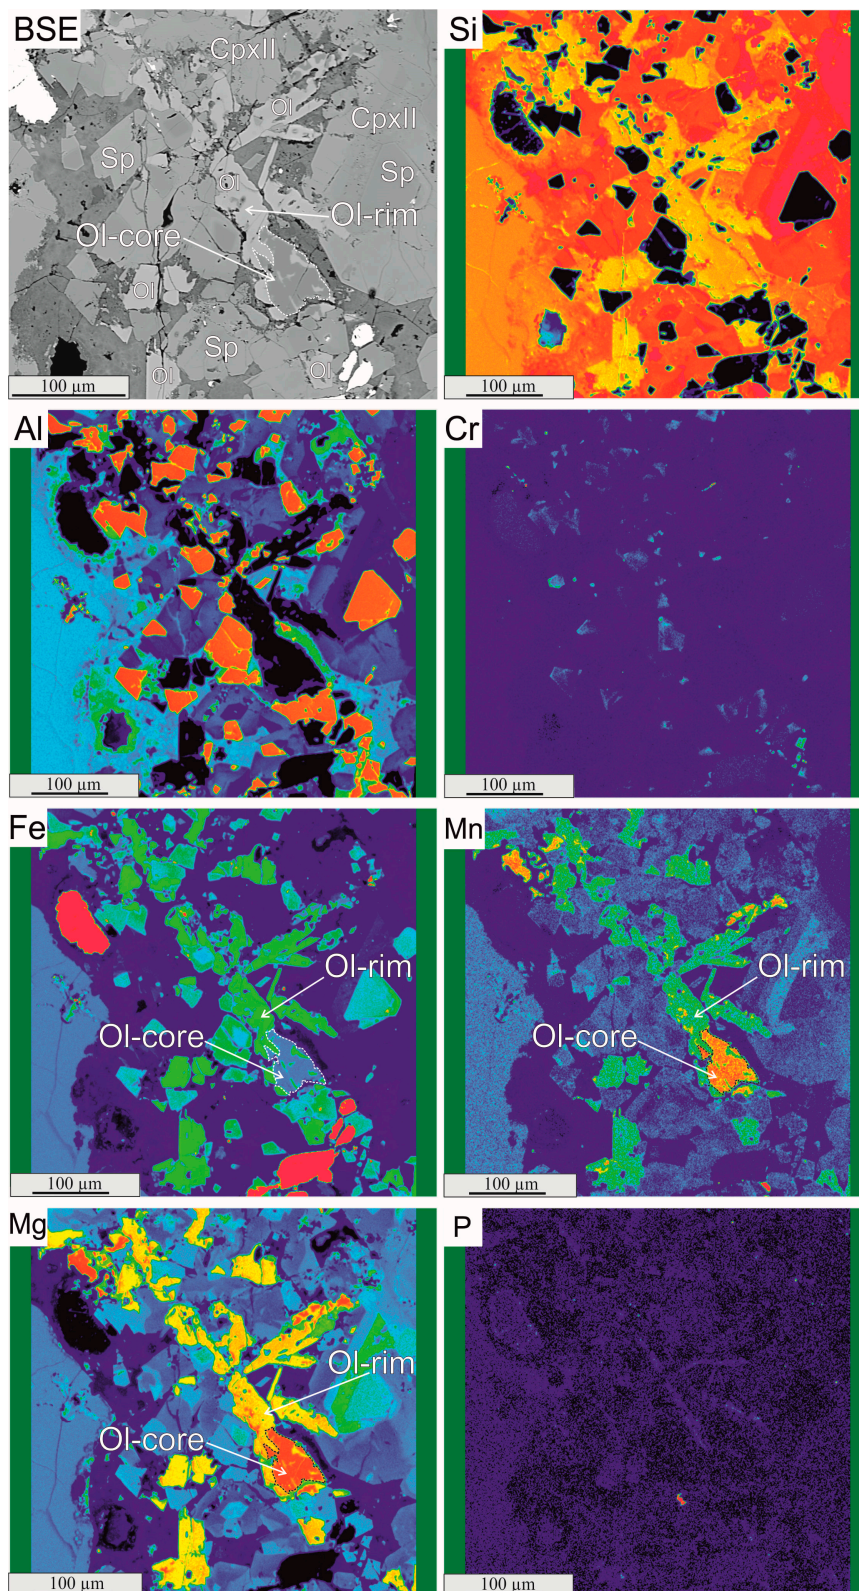 BSE
CpxII
Ol
CpxII
Sp
Sp
Ol
Ol-rim
Ol-core
Ol
Sp
Ol
Ol
100 µm
Si
100 µm
Al
100 µm
Cr
100 µm
Fe
Ol-rim
Ol-core
100 µm
Mn
Ol-rim
Ol-core
100 µm
Mg
Ol-rim
Ol-core
100 µm
P
100 µm